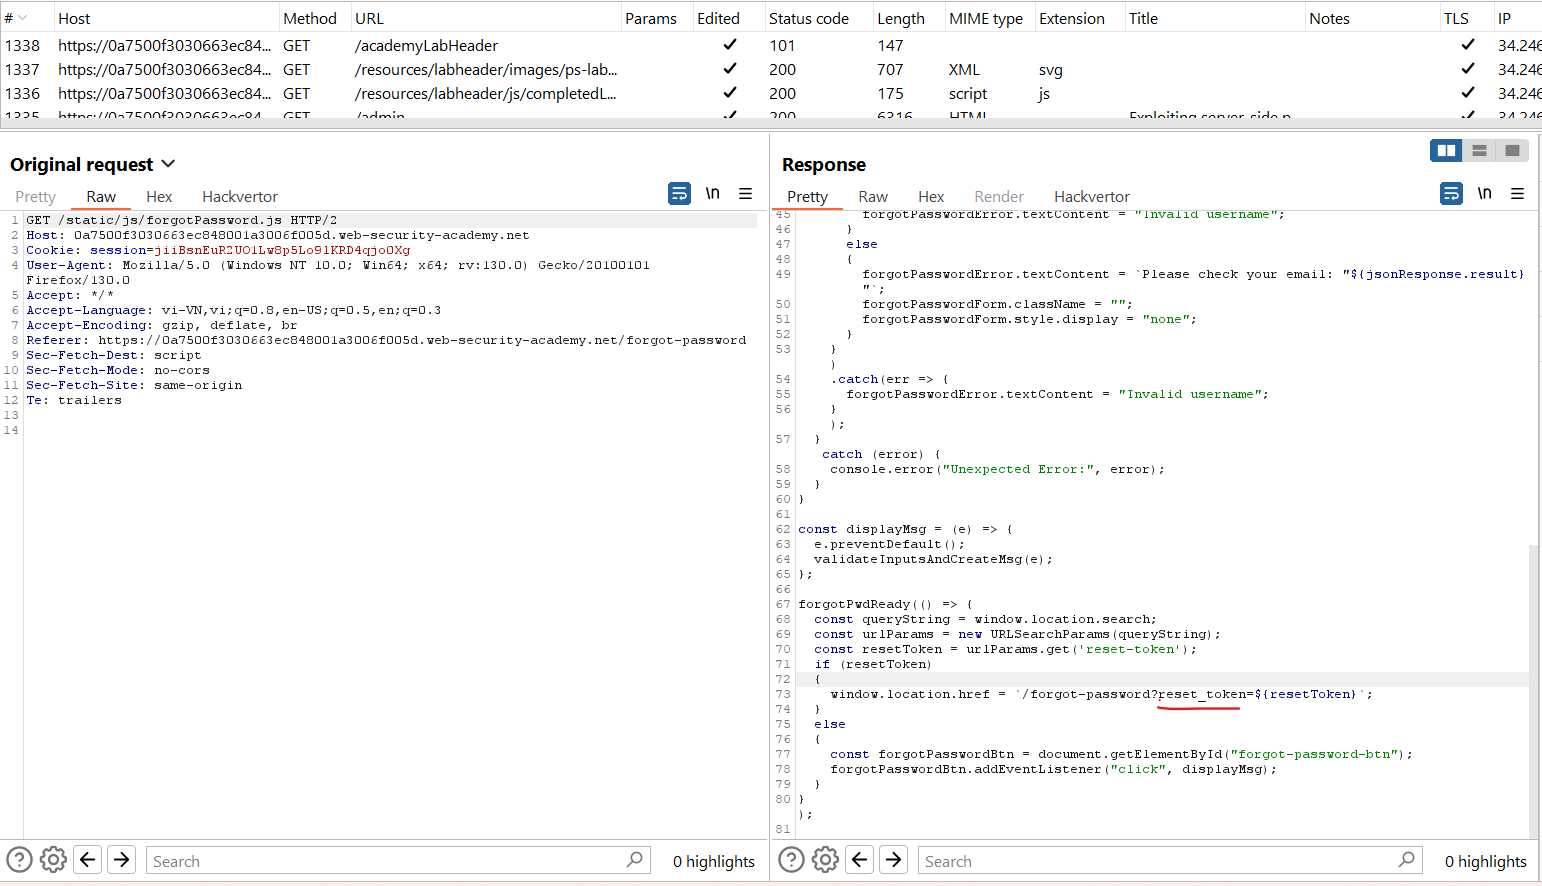 # Host Method URL Params Edited Status code Length MIME type Extension Title Notes TLS IP
1338 https://0a7500f3030663ec84... GET /academyLabHeader ✓ 101 147 ✓ 34.246
1337 https://0a7500f3030663ec84... GET /resources/labheader/images/ps-lab... ✓ 200 707 XML svg ✓ 34.246
1336 https://0a7500f3030663ec84... GET /resources/labheader/js/completedL... ✓ 200 175 script js ✓ 34.246
1335 https://0a7500f3030663ec84... GET /admin ✓ 200 6316 HTML Exploiting server-side p... ✓ 34.246
Original request
Pretty Raw Hex Hackvertor \n
1 GET /static/js/forgotPassword.js HTTP/2
2 Host: 0a7500f3030663ec848001a3006f005d.web-security-academy.net
3 Cookie: session=jiiBsnEuR2UO1Lw8p5Lo9lKRD4qjo0Xg
4 User-Agent: Mozilla/5.0 (Windows NT 10.0; Win64; x64; rv:130.0) Gecko/20100101
Firefox/130.0
5 Accept: */*
6 Accept-Language: vi-VN,vi;q=0.8,en-US;q=0.5,en;q=0.3
7 Accept-Encoding: gzip, deflate, br
8 Referer: https://0a7500f3030663ec848001a3006f005d.web-security-academy.net/forgot-password
9 Sec-Fetch-Dest: script
10 Sec-Fetch-Mode: no-cors
11 Sec-Fetch-Site: same-origin
12 Te: trailers
13
14
Search
0 highlights
Response
Pretty Raw Hex Render Hackvertor \n
45 forgotPasswordError.textContent = "Invalid username";
46 }
47 else
48 {
49 forgotPasswordError.textContent = `Please check your email: "${jsonResponse.result}
"`;
50 forgotPasswordForm.className = "";
51 forgotPasswordForm.style.display = "none";
52 }
53 }
)
54 .catch(err => {
55 forgotPasswordError.textContent = "Invalid username";
56 }
);
57 }
catch (error) {
58 console.error("Unexpected Error:", error);
59 }
60 }
61
62 const displayMsg = (e) => {
63 e.preventDefault();
64 validateInputsAndCreateMsg(e);
65 };
66
67 forgotPwdReady(() => {
68 const queryString = window.location.search;
69 const urlParams = new URLSearchParams(queryString);
70 const resetToken = urlParams.get('reset-token');
71 if (resetToken)
72 {
73 window.location.href = `/forgot-password?reset_token=${resetToken}`;
74 }
75 else
76 {
77 const forgotPasswordBtn = document.getElementById("forgot-password-btn");
78 forgotPasswordBtn.addEventListener("click", displayMsg);
79 }
80 }
);
81
Search
0 highlights